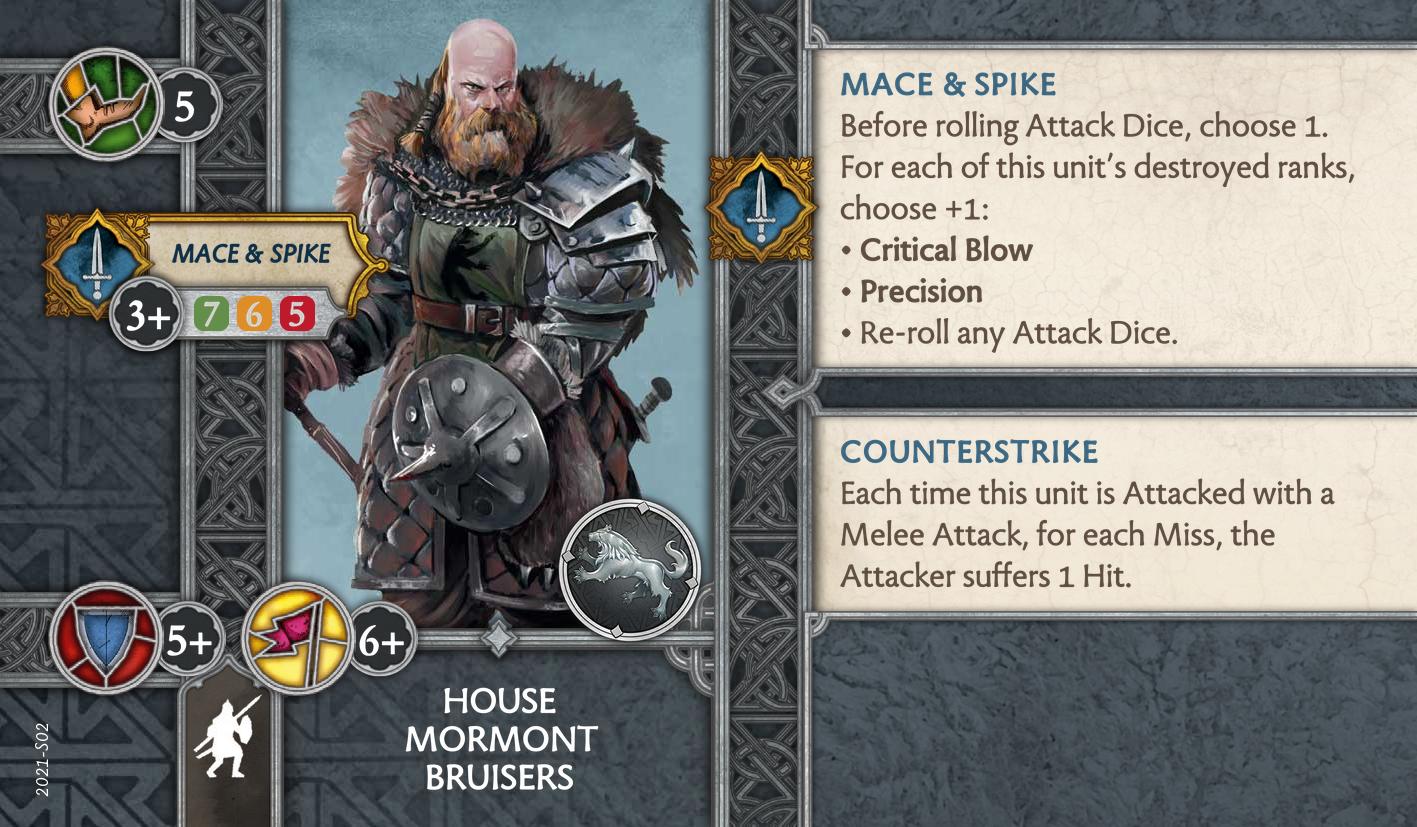 5
MACE & SPIKE
3+ 7 6 5
5+ 6+
HOUSE
MORMONT
BRUISERS
2021-S02
MACE & SPIKE
Before rolling Attack Dice, choose 1.
For each of this unit's destroyed ranks,
choose +1:
• Critical Blow
• Precision
• Re-roll any Attack Dice.
COUNTERSTRIKE
Each time this unit is Attacked with a
Melee Attack, for each Miss, the
Attacker suffers 1 Hit.